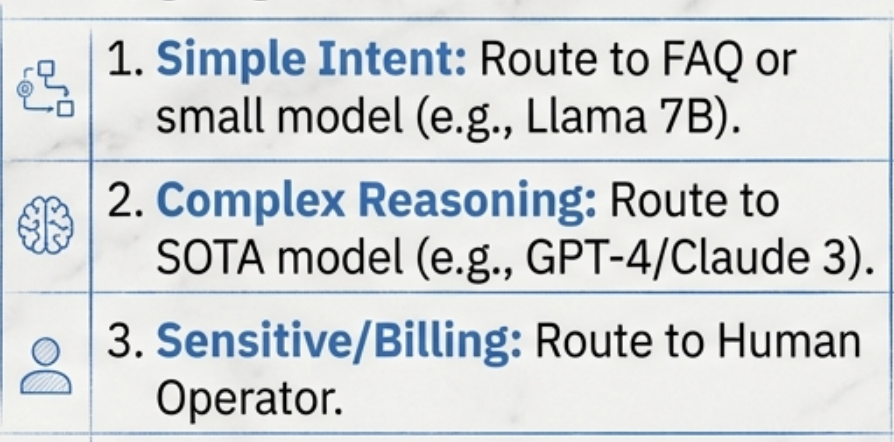 1. Simple Intent: Route to FAQ or
small model (e.g., Llama 7B).
2. Complex Reasoning: Route to
SOTA model (e.g., GPT-4/Claude 3).
3. Sensitive/Billing: Route to Human
Operator.